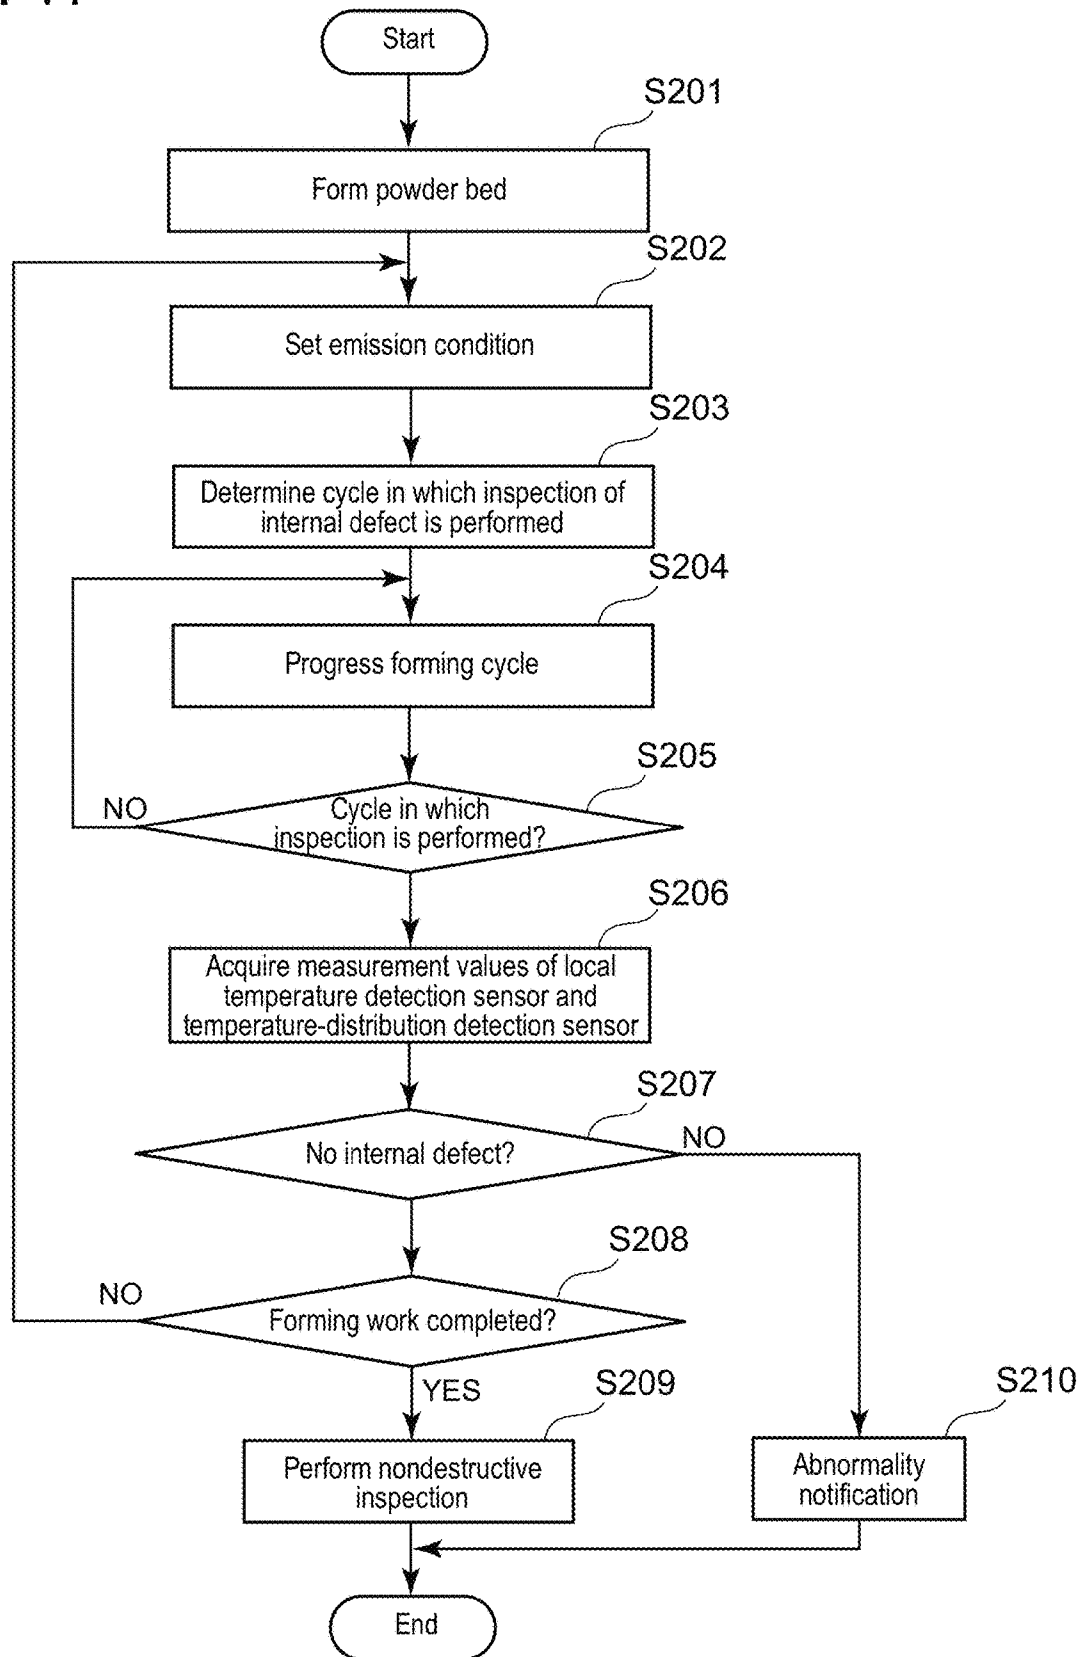 Start
S201
Form powder bed
S202
Set emission condition
S203
Determine cycle in which inspection of
internal defect is performed
S204
Progress forming cycle
S205
NO
Cycle in which
inspection is performed?
S206
Acquire measurement values of local
temperature detection sensor and
temperature-distribution detection sensor
S207
NO
No internal defect?
S208
NO
Forming work completed?
YES
S209
S210
Perform nondestructive
inspection
Abnormality
notification
End